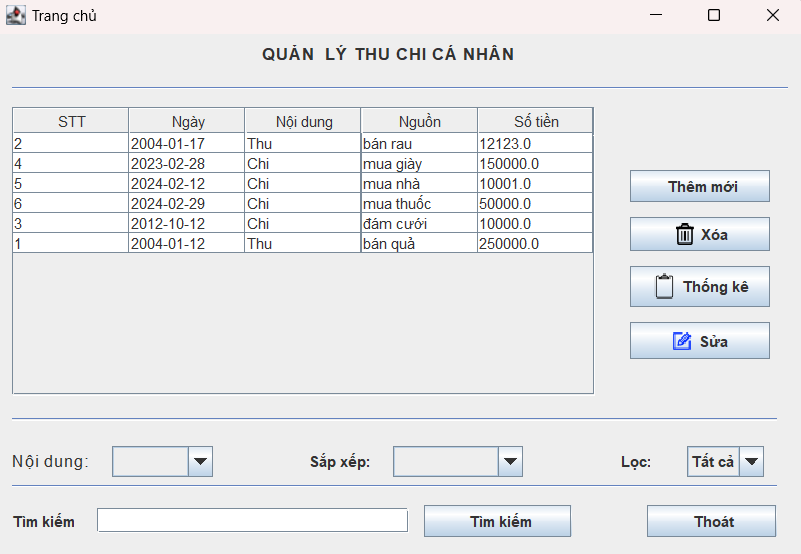 Trang chủ
QUẢN LÝ THU CHI CÁ NHÂN
STT Ngày Nội dung Nguồn Số tiền
2 2004-01-17 Thu bán rau 12123.0
4 2023-02-28 Chi mua giày 150000.0
5 2024-02-12 Chi mua nhà 10001.0
6 2024-02-29 Chi mua thuốc 50000.0
3 2012-10-12 Chi đám cưới 10000.0
1 2004-01-12 Thu bán quả 250000.0
Thêm mới
Xóa
Thống kê
Sửa
Nội dung: Sắp xếp: Lọc: Tất cả
Tìm kiếm Tìm kiếm Thoát